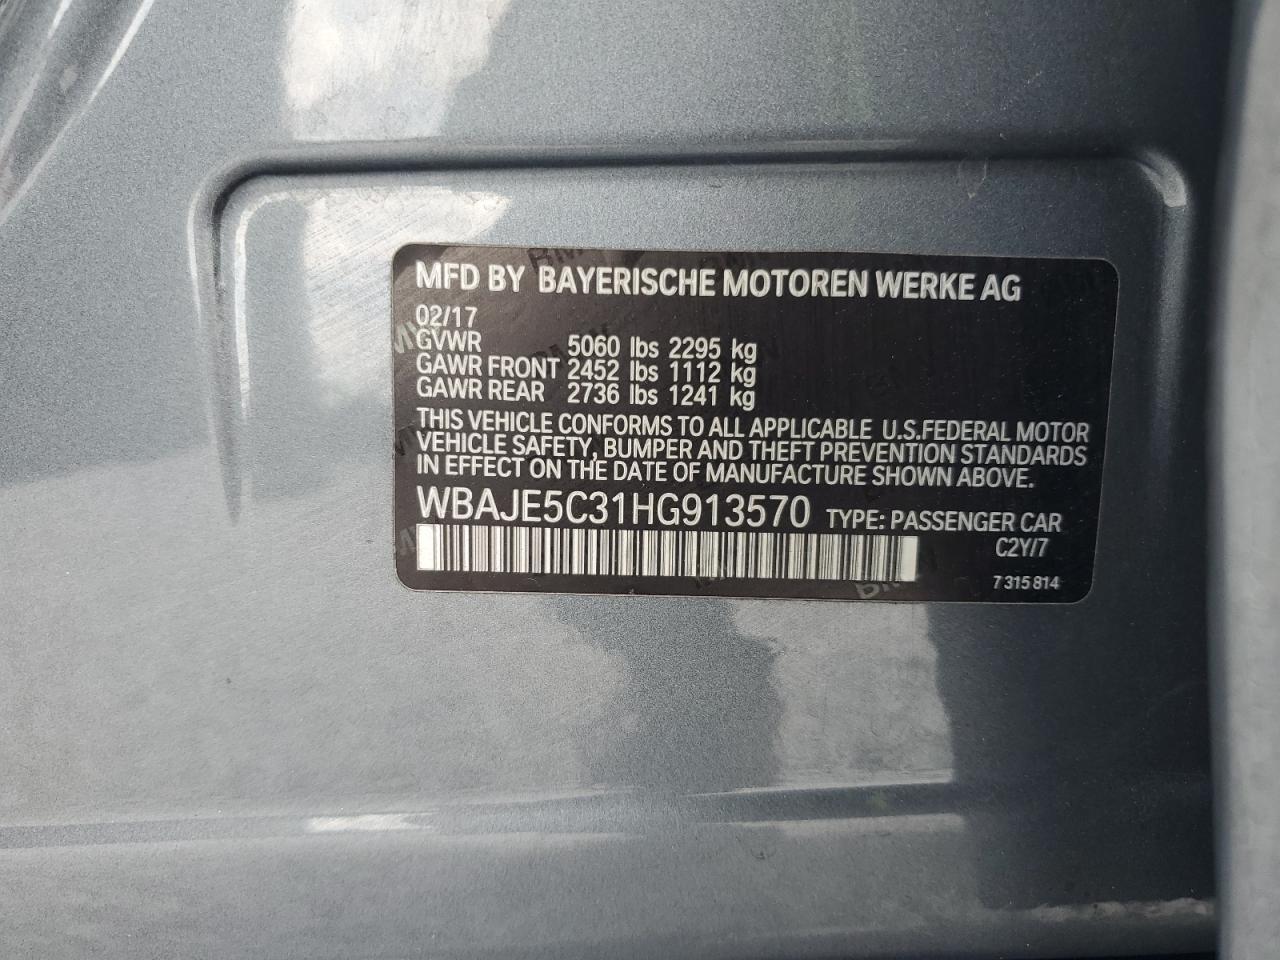 MFD BY BAYERISCHE MOTOREN WERKE AG
02/17
GVWR 5060 lbs 2295 kg
GAWR FRONT 2452 lbs 1112 kg
GAWR REAR 2736 lbs 1241 kg
THIS VEHICLE CONFORMS TO ALL APPLICABLE U.S.FEDERAL MOTOR
VEHICLE SAFETY, BUMPER AND THEFT PREVENTION STANDARDS
IN EFFECT ON THE DATE OF MANUFACTURE SHOWN ABOVE.
WBAJE5C31HG913570 TYPE: PASSENGER CAR
C2Y/7
7 315 814